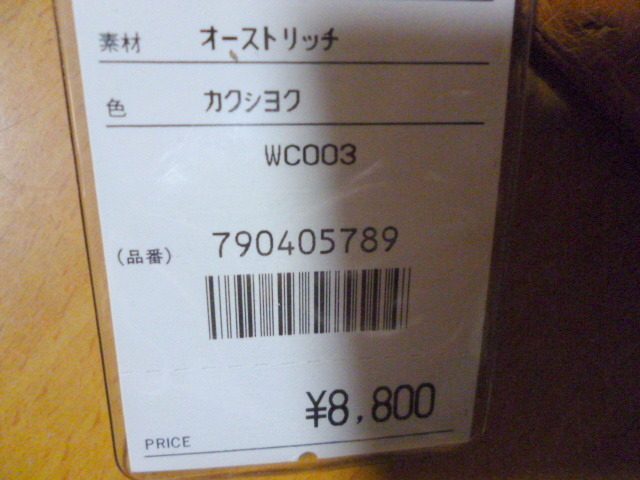 素材 オーストリッチ
色 カクショク
WC003
(品番) 790405789
¥8,800
PRICE